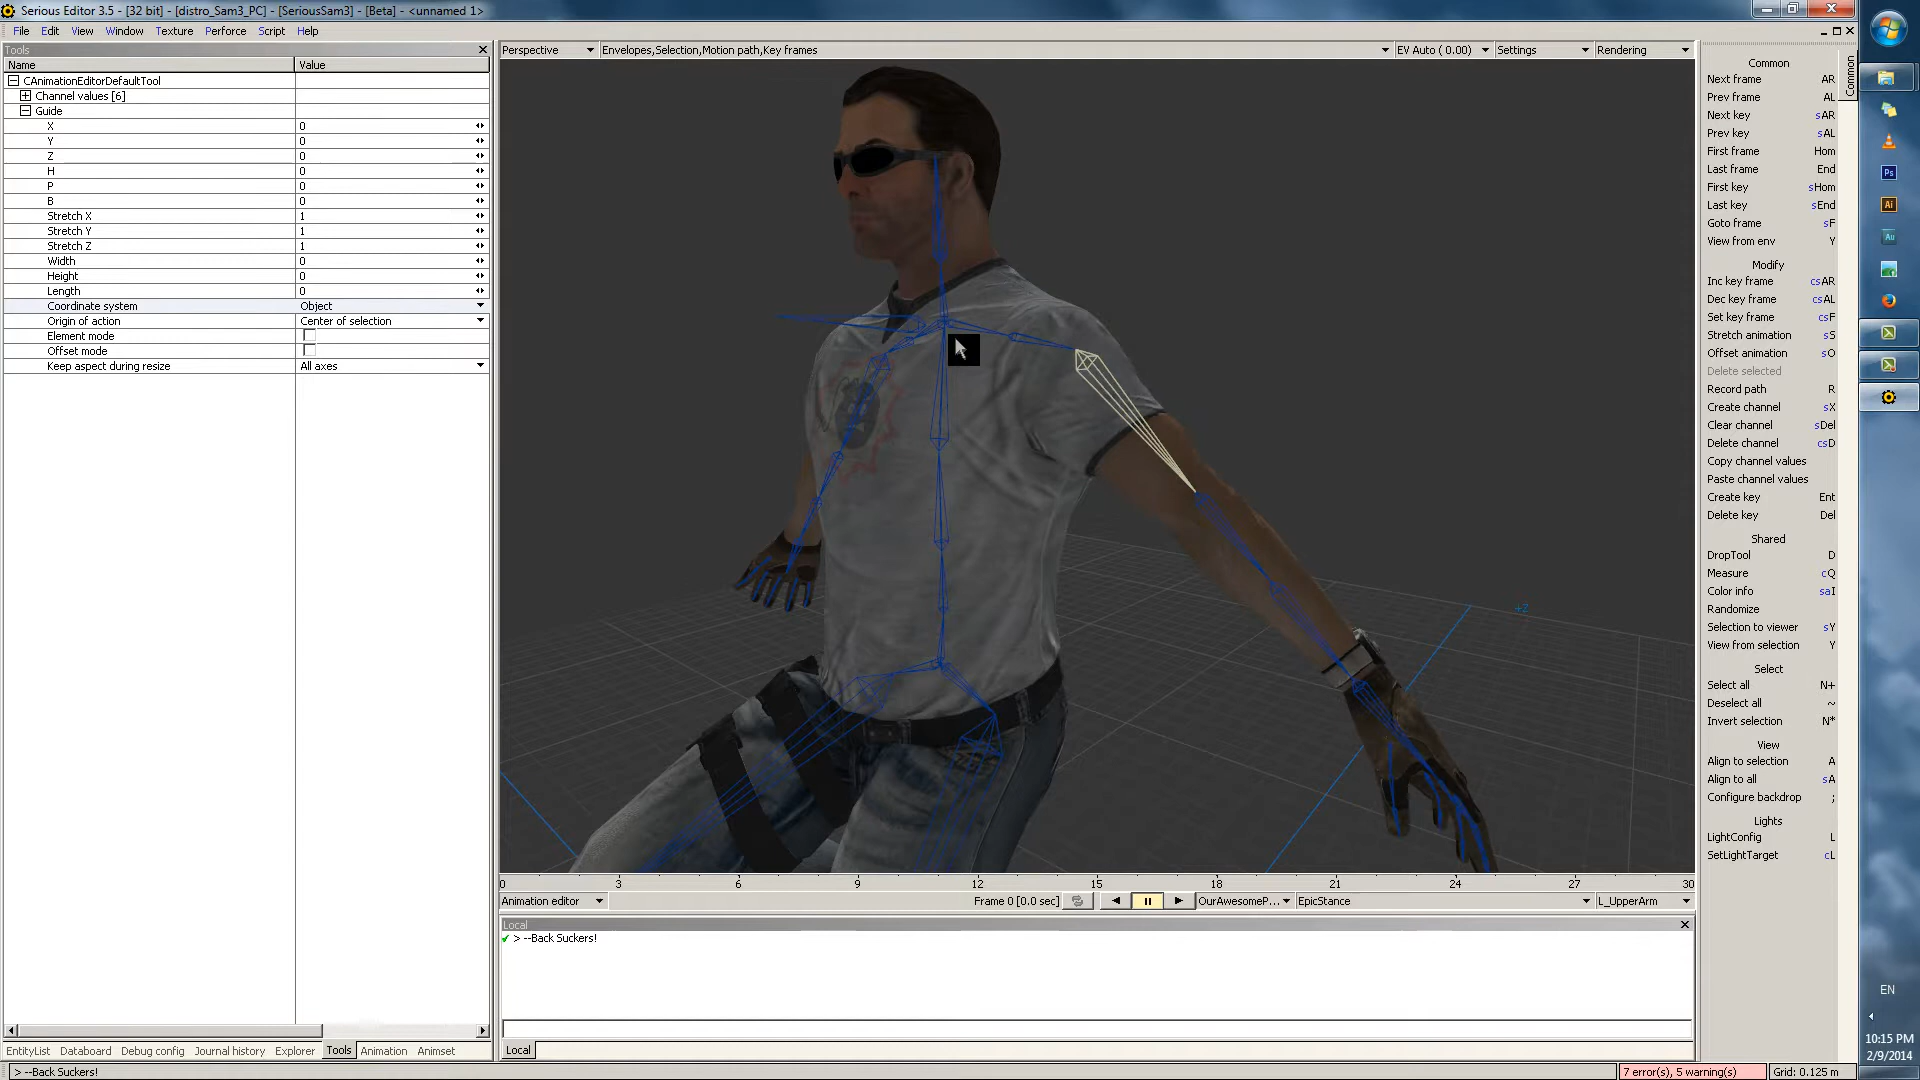 Serious Editor 3.5 - [32 bit] - [distro_Sam3_PC] - [SeriousSam3] - [Beta] - <unnamed 1>
File Edit View Window Texture Perforce Script Help
Tools
Name Value
CAnimationEditorDefaultTool
Channel values [6]
Guide
X 0
Y 0
Z 0
H 0
P 0
B 0
Stretch X 1
Stretch Y 1
Stretch Z 1
Width 0
Height 0
Length 0
Coordinate system Object
Origin of action Center of selection
Element mode
Offset mode
Keep aspect during resize All axes
EntityList Databoard Debug config Journal history Explorer Tools Animation Animset
> --Back Suckers!
Perspective Envelopes,Selection,Motion path,Key frames EV Auto ( 0.00) Settings Rendering
+Z
0 3 6 9 12 15 18 21 24 27 30
Animation editor Frame 0 [0.0 sec] OurAwesomeP... EpicStance L_UpperArm
Local
> --Back Suckers!
Local
Common
Common
Next frame AR
Prev frame AL
Next key sAR
Prev key sAL
First frame Hom
Last frame End
First key sHom
Last key sEnd
Goto frame sF
View from env Y
Modify
Inc key frame csAR
Dec key frame csAL
Set key frame csF
Stretch animation sS
Offset animation sO
Delete selected
Record path R
Create channel sX
Clear channel sDel
Delete channel csD
Copy channel values
Paste channel values
Create key Ent
Delete key Del
Shared
DropTool D
Measure cQ
Color info saI
Randomize
Selection to viewer sY
View from selection Y
Select
Select all N+
Deselect all ~
Invert selection N*
View
Align to selection A
Align to all sA
Configure backdrop ;
Lights
LightConfig L
SetLightTarget cL
7 error(s), 5 warning(s) Grid: 0.125 m
Ps
Ai
Au
EN
10:15 PM
2/9/2014